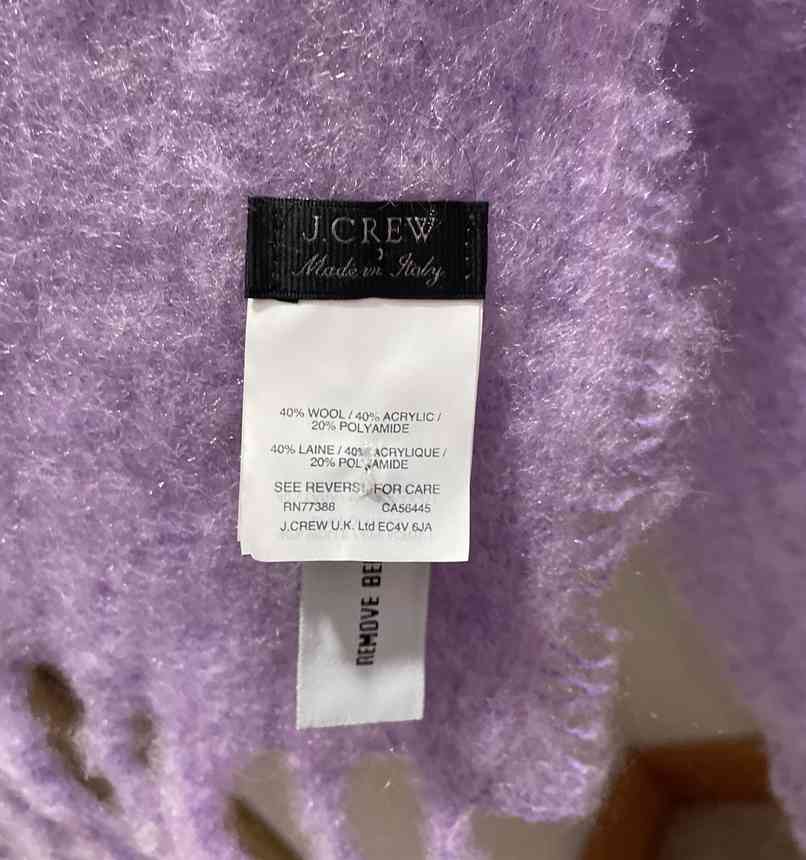 J.CREW
Made in Italy
40% WOOL / 40% ACRYLIC /
20% POLYAMIDE
40% LAINE / 40% ACRYLIQUE /
20% POLYAMIDE
SEE REVERSE FOR CARE
RN77388 CA56445
J.CREW U.K. Ltd EC4V 6JA
REMOVE BE